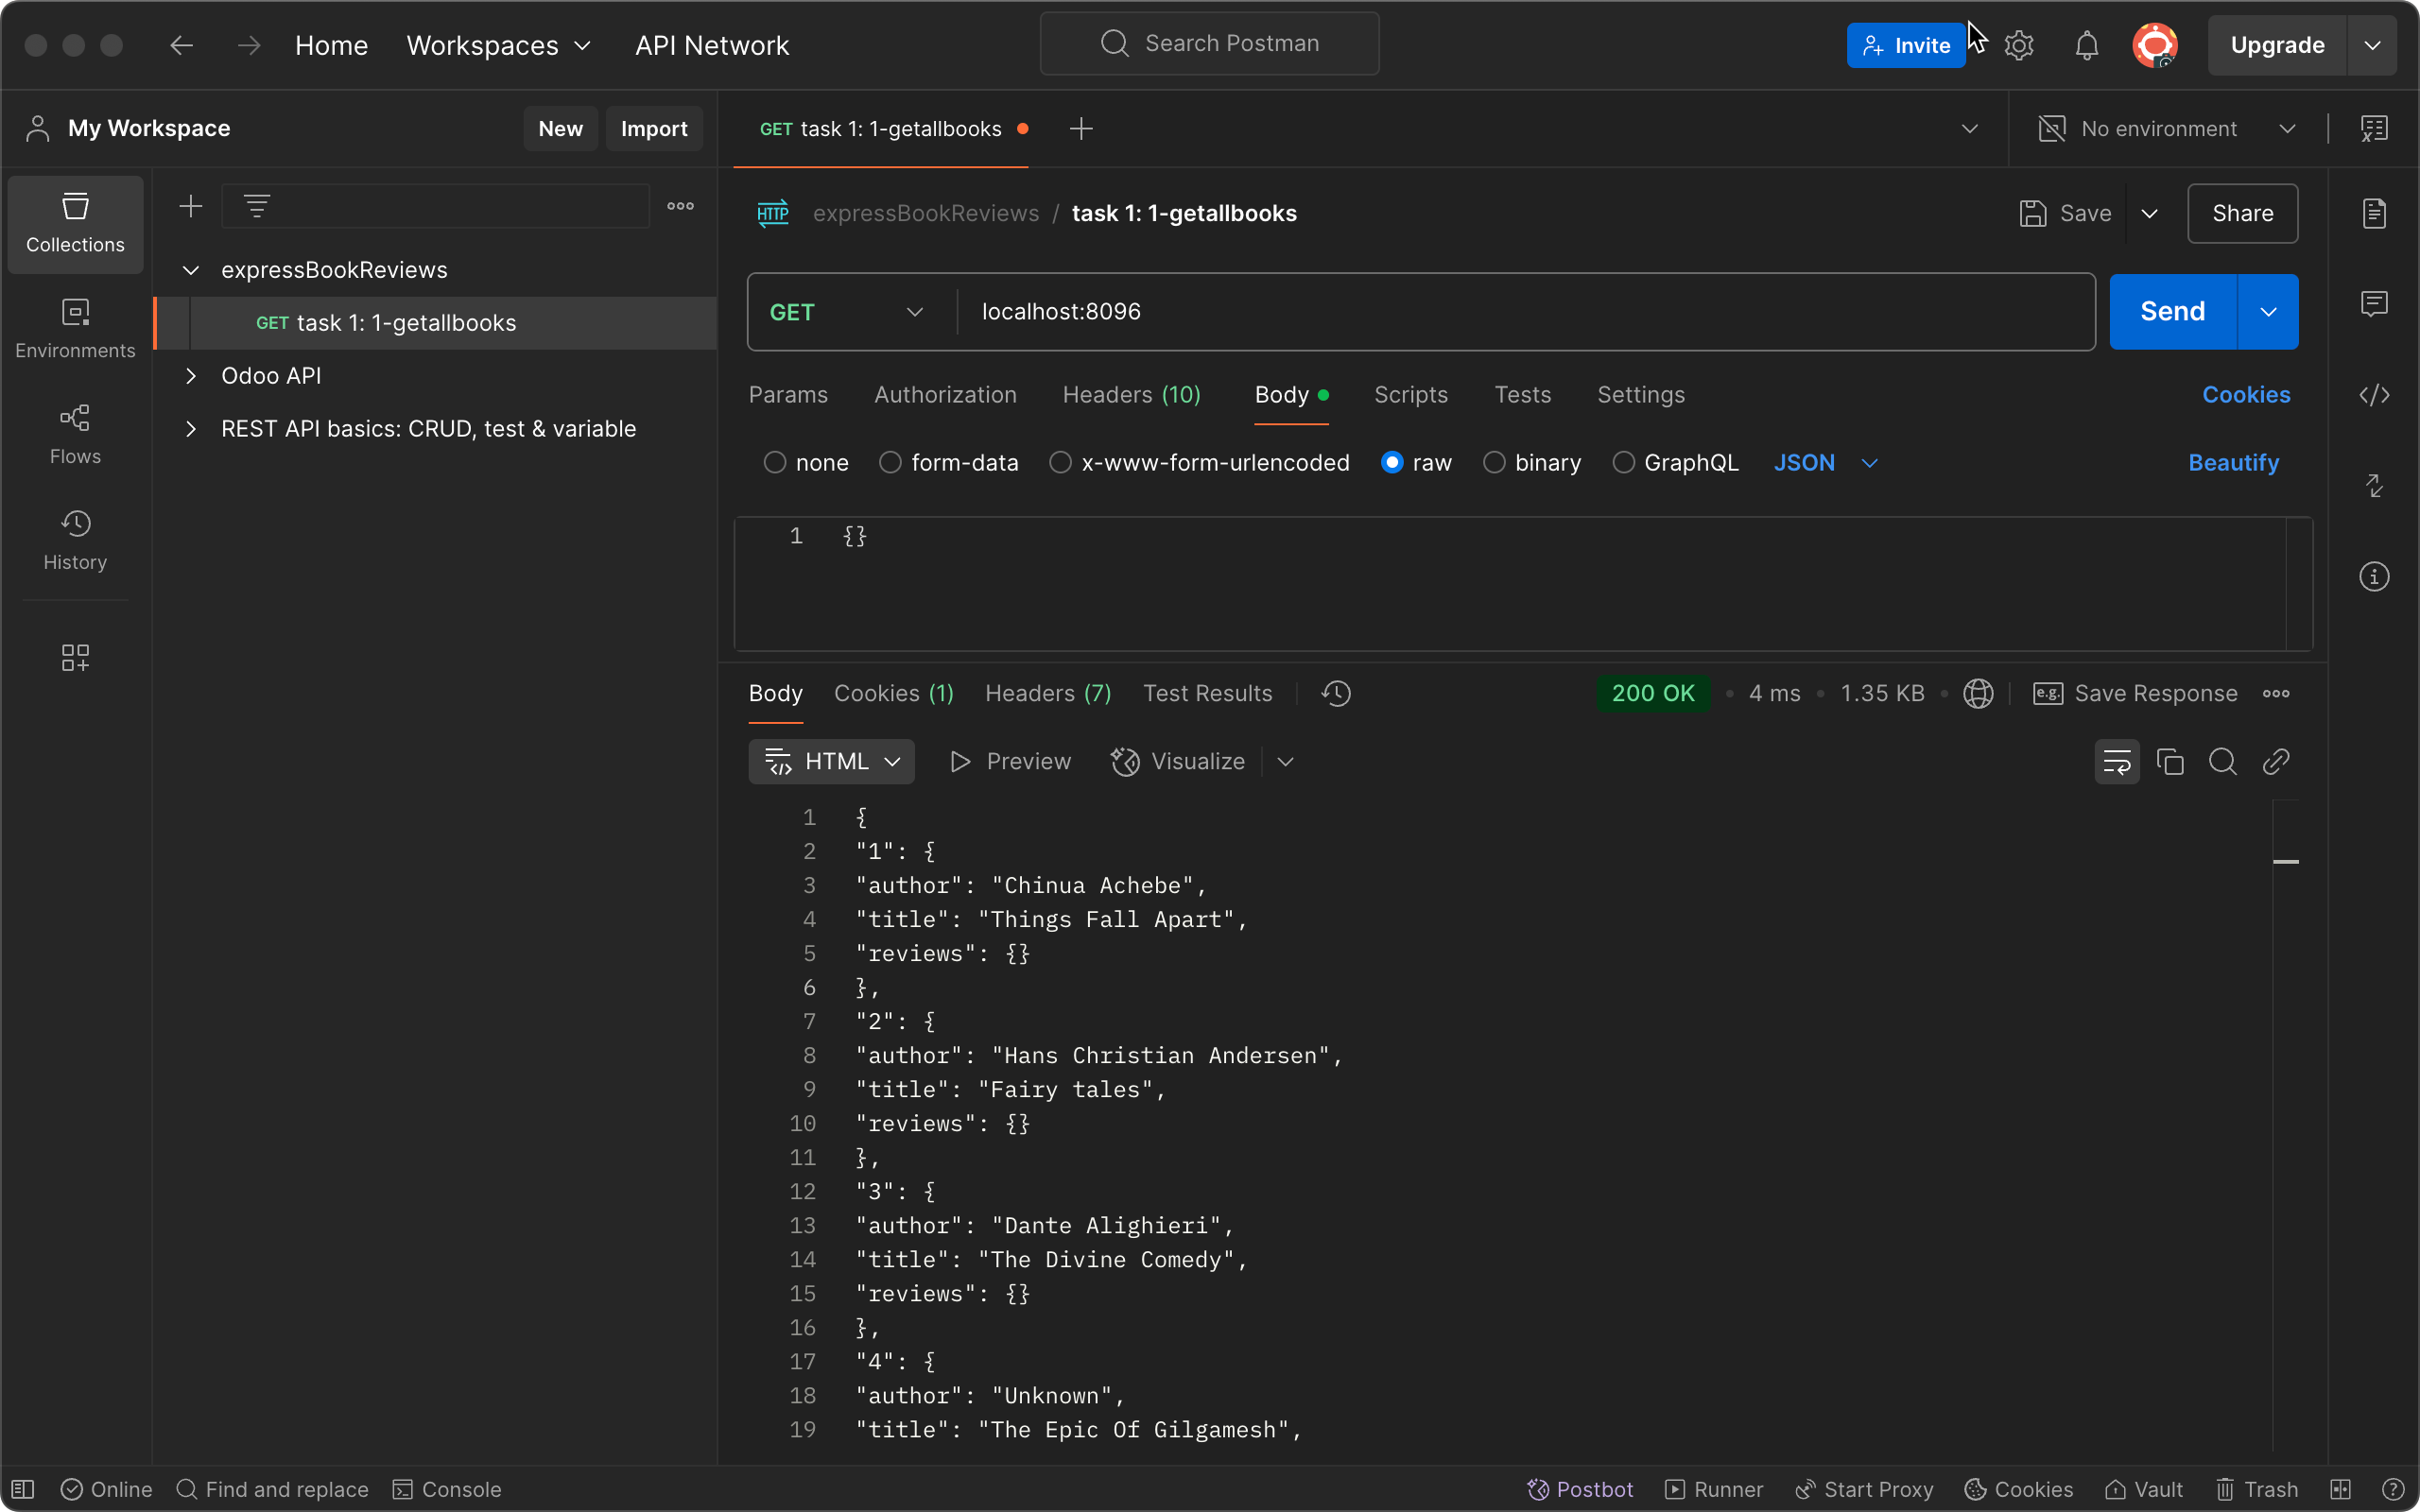 Home Workspaces API Network Search Postman Invite Upgrade
My Workspace New Import GET task 1: 1-getallbooks No environment
Collections
Environments
Flows
History
expressBookReviews
GET task 1: 1-getallbooks
Odoo API
REST API basics: CRUD, test & variable
HTTP expressBookReviews / task 1: 1-getallbooks Save Share
GET localhost:8096 Send
Params Authorization Headers (10) Body Scripts Tests Settings Cookies
none form-data x-www-form-urlencoded raw binary GraphQL JSON Beautify
1 {}
Body Cookies (1) Headers (7) Test Results 200 OK • 4 ms • 1.35 KB • e.g. Save Response
HTML Preview Visualize
1 {
2 "1": {
3 "author": "Chinua Achebe",
4 "title": "Things Fall Apart",
5 "reviews": {}
6 },
7 "2": {
8 "author": "Hans Christian Andersen",
9 "title": "Fairy tales",
10 "reviews": {}
11 },
12 "3": {
13 "author": "Dante Alighieri",
14 "title": "The Divine Comedy",
15 "reviews": {}
16 },
17 "4": {
18 "author": "Unknown",
19 "title": "The Epic Of Gilgamesh",
Online Find and replace Console Postbot Runner Start Proxy Cookies Vault Trash